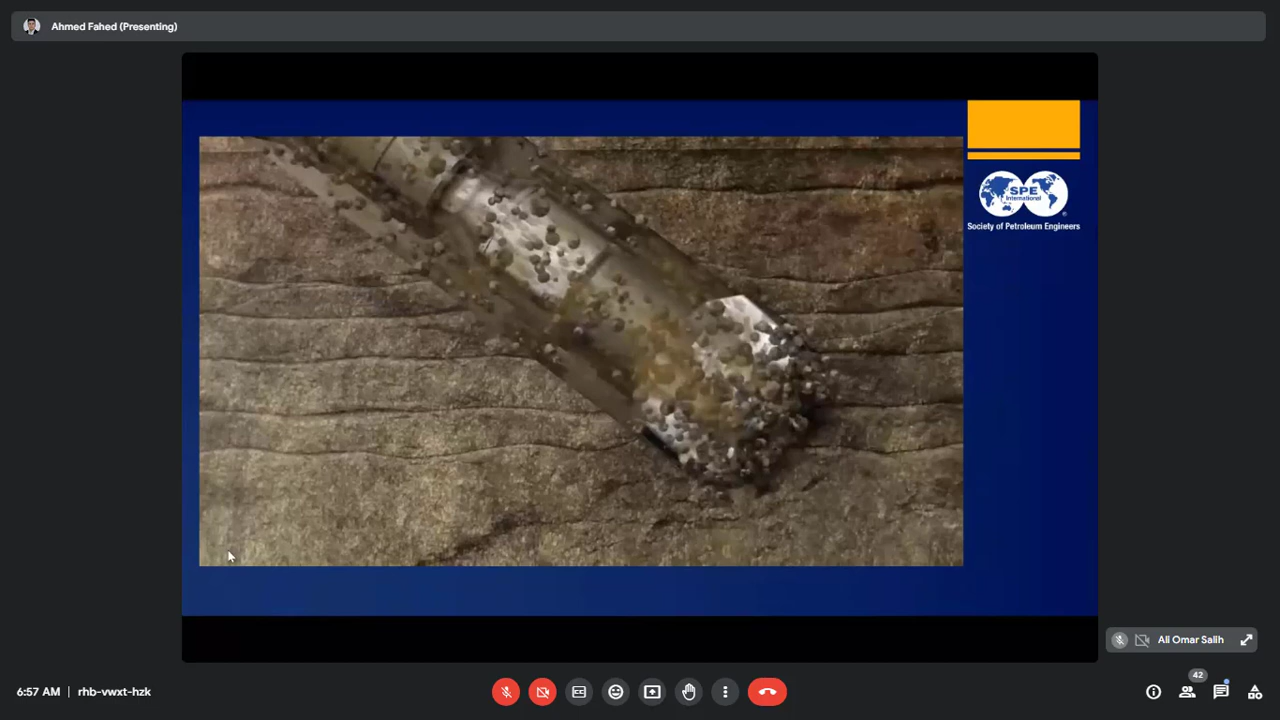 Ahmed Fahed (Presenting)
SPE
International
Society of Petroleum Engineers
Ali Omar Salih
42
6:57 AM | rhb-vwxt-hzk